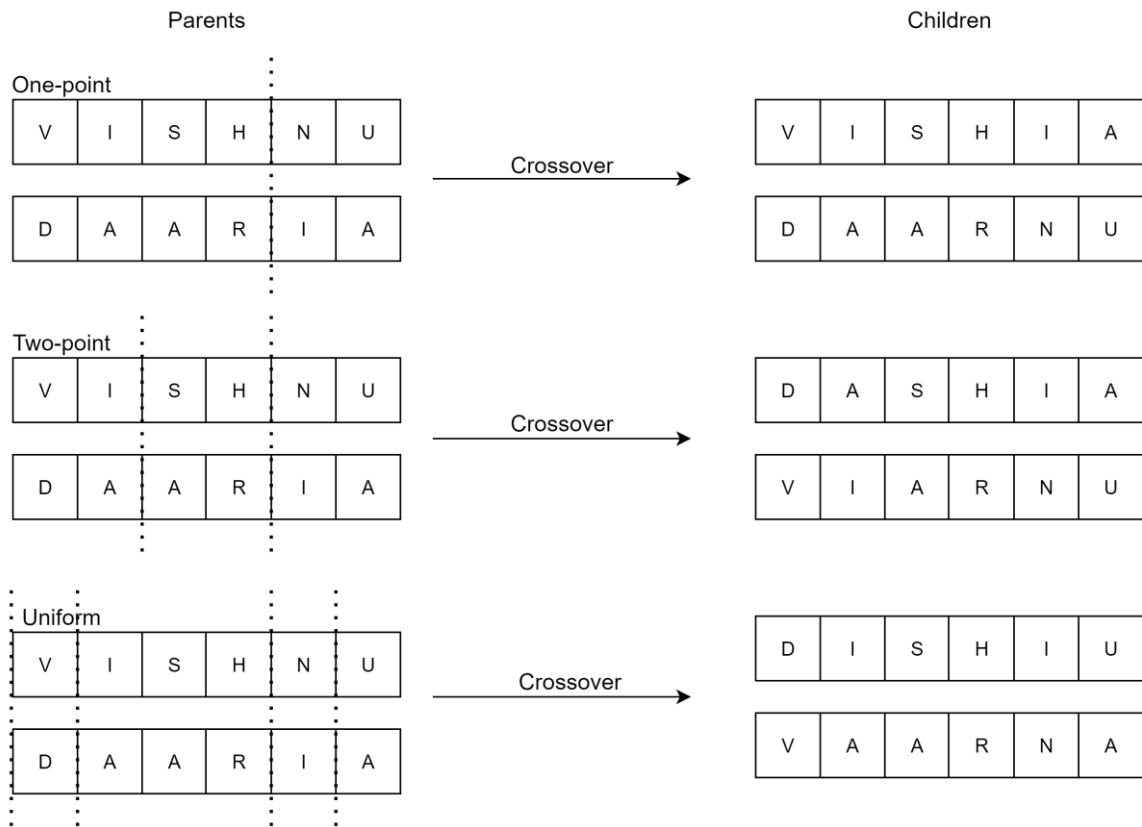 Parents Children
One-point
V I S H N U
D A A R I A
Crossover
V I S H I A
D A A R N U
Two-point
V I S H N U
D A A R I A
Crossover
D A S H I A
V I A R N U
Uniform
V I S H N U
D A A R I A
Crossover
D I S H I U
V A A R N A